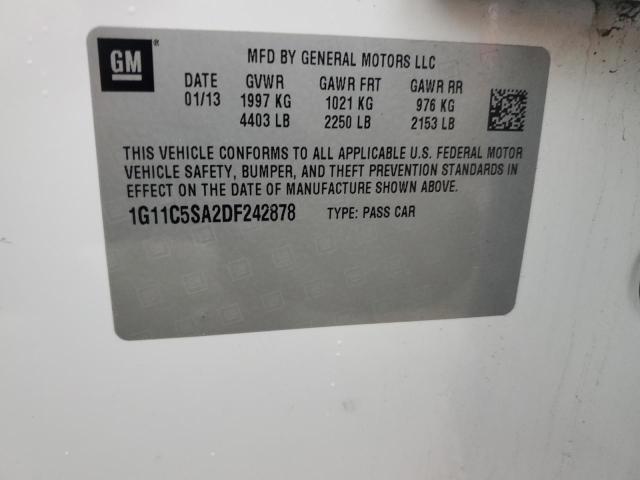 GM ®
MFD BY GENERAL MOTORS LLC
DATE GVWR GAWR FRT GAWR RR
01/13 1997 KG 1021 KG 976 KG
4403 LB 2250 LB 2153 LB
THIS VEHICLE CONFORMS TO ALL APPLICABLE U.S. FEDERAL MOTOR
VEHICLE SAFETY, BUMPER, AND THEFT PREVENTION STANDARDS IN
EFFECT ON THE DATE OF MANUFACTURE SHOWN ABOVE.
1G11C5SA2DF242878 TYPE: PASS CAR